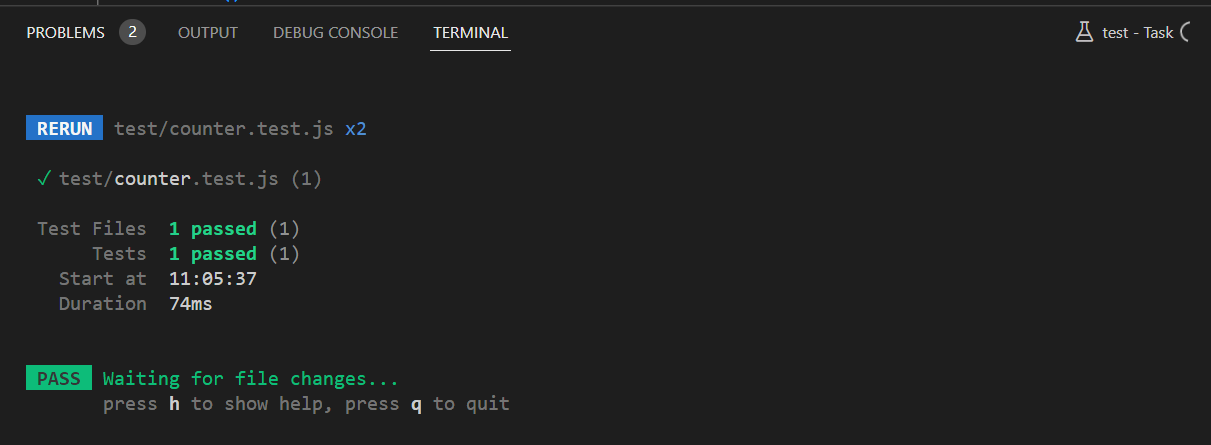 PROBLEMS 2 OUTPUT DEBUG CONSOLE TERMINAL test - Task
RERUN test/counter.test.js x2
✓ test/counter.test.js (1)
Test Files 1 passed (1)
Tests 1 passed (1)
Start at 11:05:37
Duration 74ms
PASS Waiting for file changes...
press h to show help, press q to quit